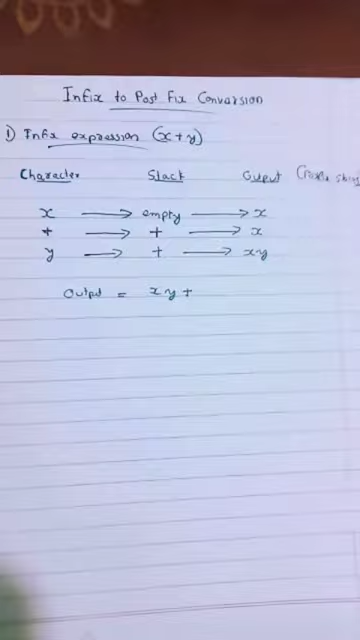 Infix to Post Fix Conversion
1) Infix expression (x+y)
Character Stack Output
x → empty → x
+ → + → x
y → + → xy
Output = xy+